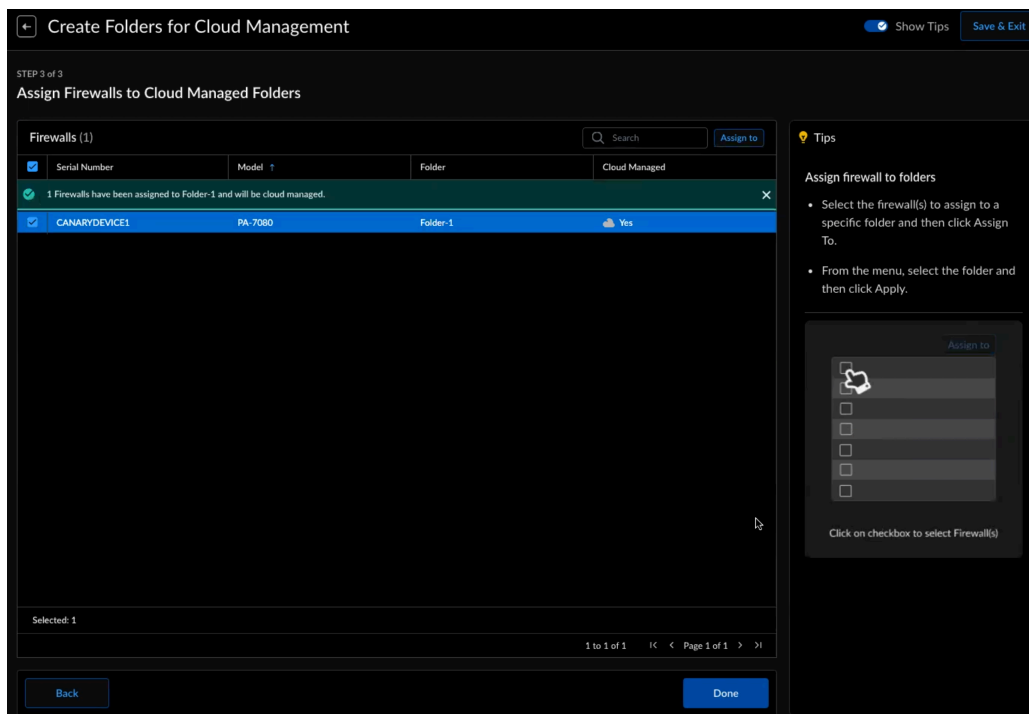 Create Folders for Cloud Management
Show Tips
Save & Exit
STEP 3 of 3
Assign Firewalls to Cloud Managed Folders
Firewalls (1)
Search
Assign to
Serial Number Model ↑ Folder Cloud Managed
1 Firewalls have been assigned to Folder-1 and will be cloud managed.
CANARYDEVICE1 PA-7080 Folder-1 Yes
Selected: 1
1 to 1 of 1 Page 1 of 1
Back
Done
Tips
Assign firewall to folders
• Select the firewall(s) to assign to a
specific folder and then click Assign
To.
• From the menu, select the folder and
then click Apply.
Assign to
Click on checkbox to select Firewall(s)